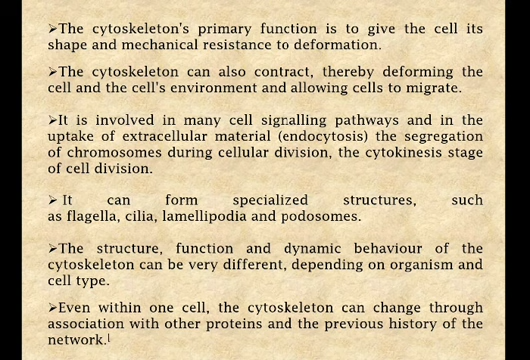 ➢The cytoskeleton's primary function is to give the cell its
shape and mechanical resistance to deformation.
➢The cytoskeleton can also contract, thereby deforming the
cell and the cell's environment and allowing cells to migrate.
➢It is involved in many cell signalling pathways and in the
uptake of extracellular material (endocytosis) the segregation
of chromosomes during cellular division, the cytokinesis stage
of cell division.
➢ It can form specialized structures, such
as flagella, cilia, lamellipodia and podosomes.
➢The structure, function and dynamic behaviour of the
cytoskeleton can be very different, depending on organism and
cell type.
➢Even within one cell, the cytoskeleton can change through
association with other proteins and the previous history of the
network.[